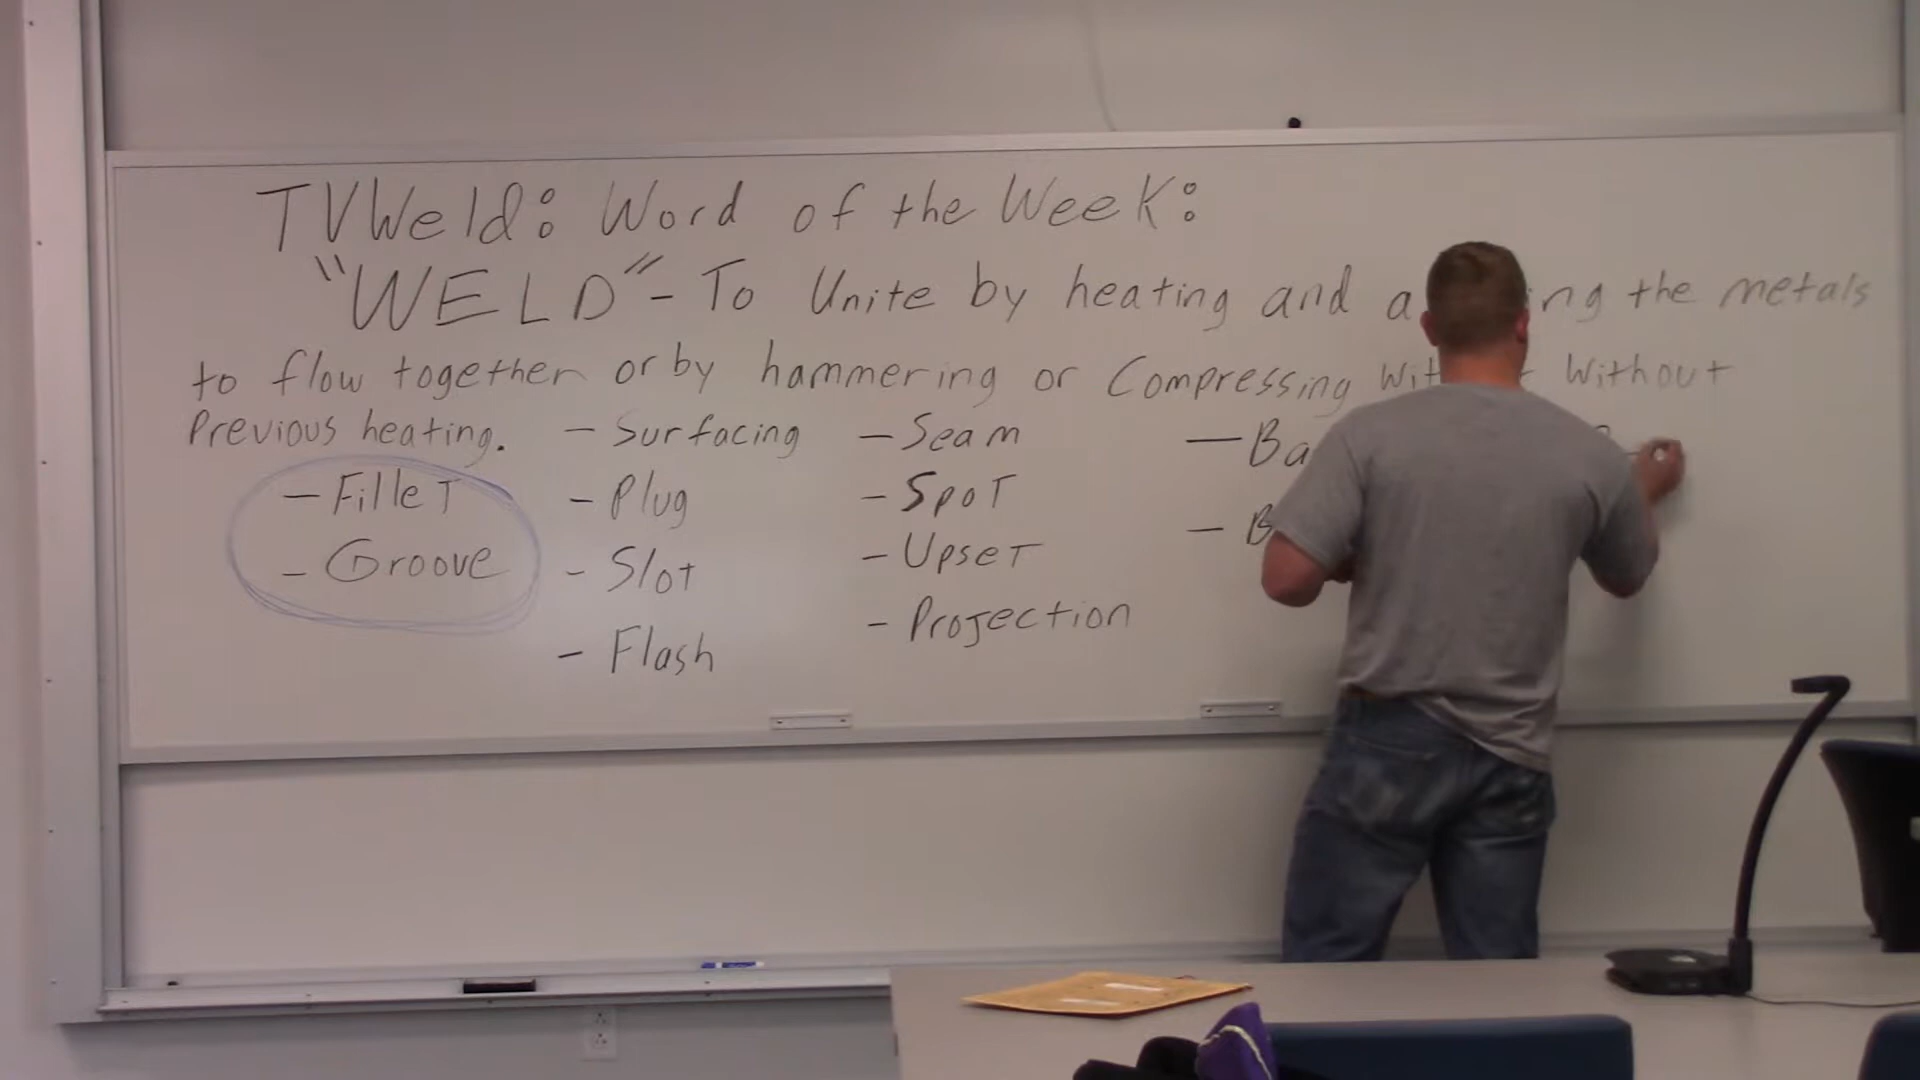 TVWeld: Word of the Week:
"WELD" - To Unite by heating and the metals
to flow together or by hammering or Compressing without
Previous heating.
- Fillet
- Groove
- Surfacing
- Plug
- Slot
- Flash
- Seam
- Spot
- Upset
- Projection